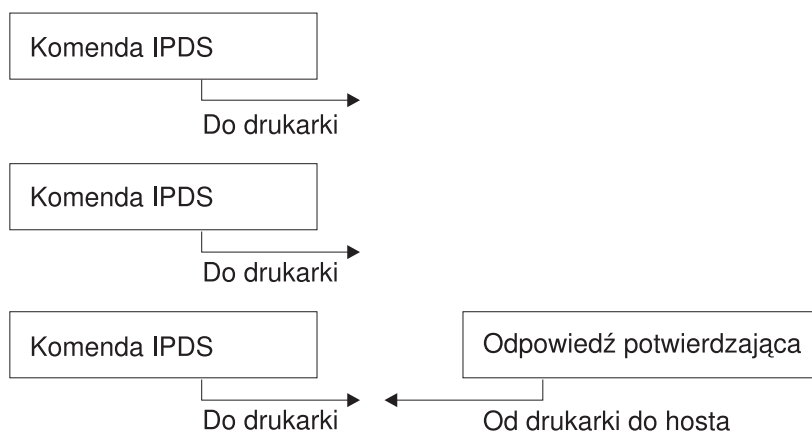 Komenda IPDS
Do drukarki
Komenda IPDS
Do drukarki
Komenda IPDS
Odpowiedź potwierdzająca
Do drukarki
Od drukarki do hosta